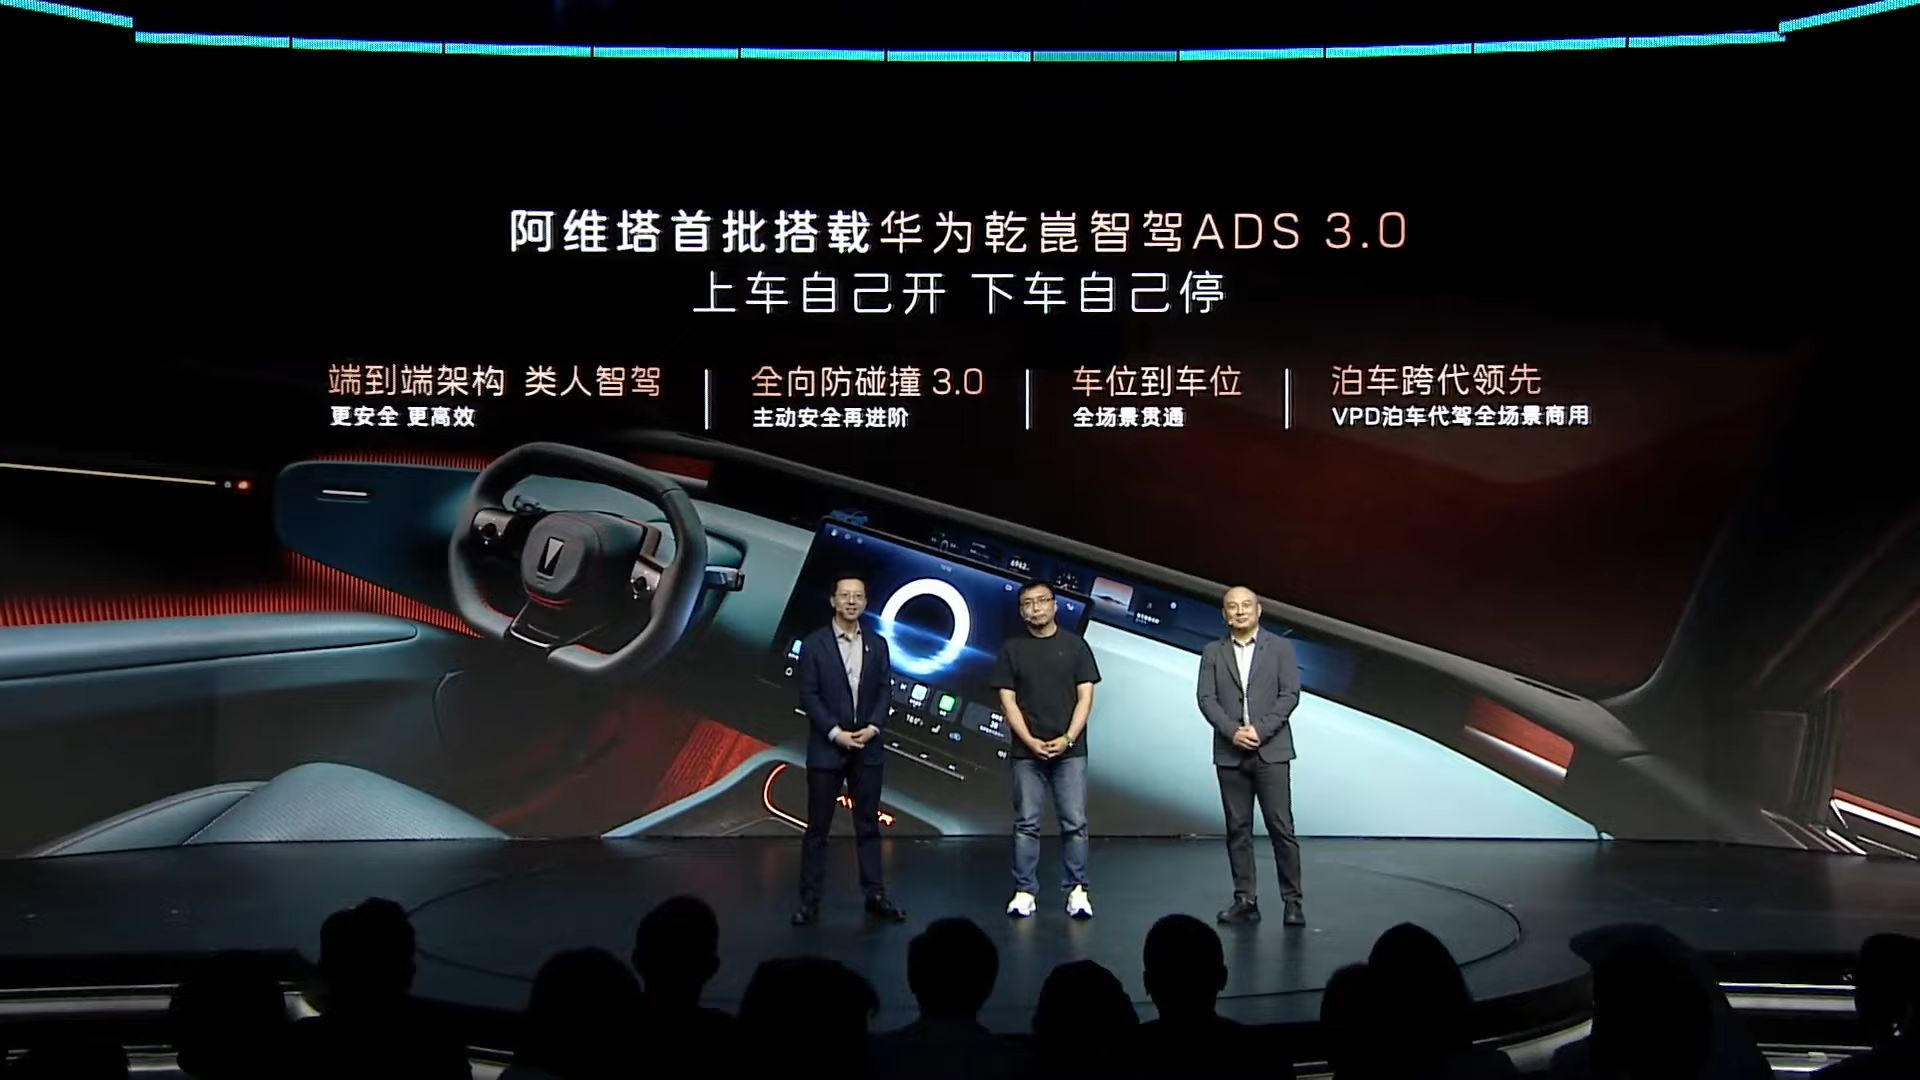 阿维塔首批搭载华为乾崑智驾ADS 3.0
上车自己开 下车自己停
端到端架构 类人智驾
更安全 更高效
全向防碰撞 3.0
主动安全再进阶
车位到车位
全场景贯通
泊车跨代领先
VPD泊车代驾全场景商用